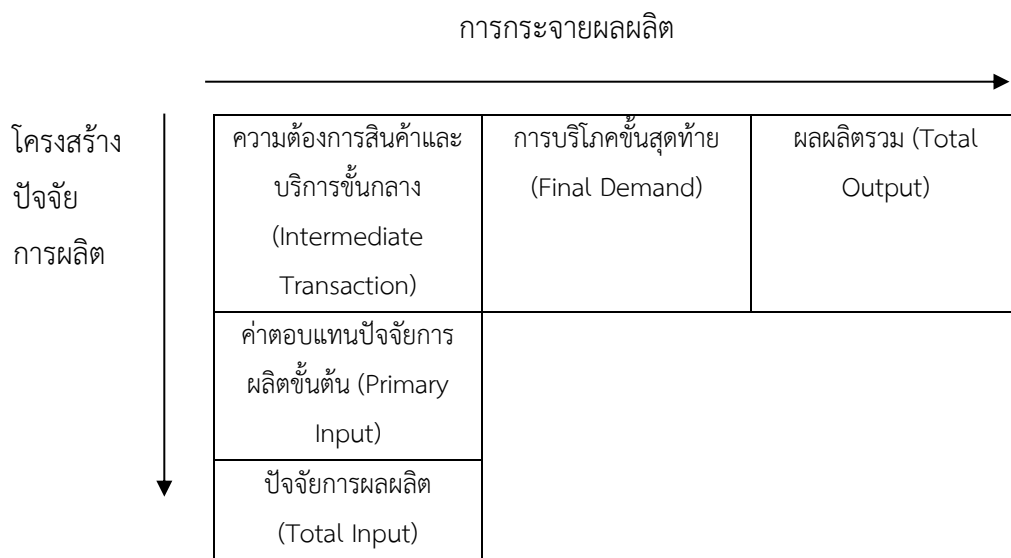 การกระจายผลผลิต
โครงสร้าง
ปัจจัย
การผลิต
ความต้องการสินค้าและ
บริการขั้นกลาง
(Intermediate
Transaction)
การบริโภคขั้นสุดท้าย
(Final Demand)
ผลผลิตรวม (Total
Output)
ค่าตอบแทนปัจจัยการ
ผลิตขั้นต้น (Primary
Input)
ปัจจัยการผลผลิต
(Total Input)